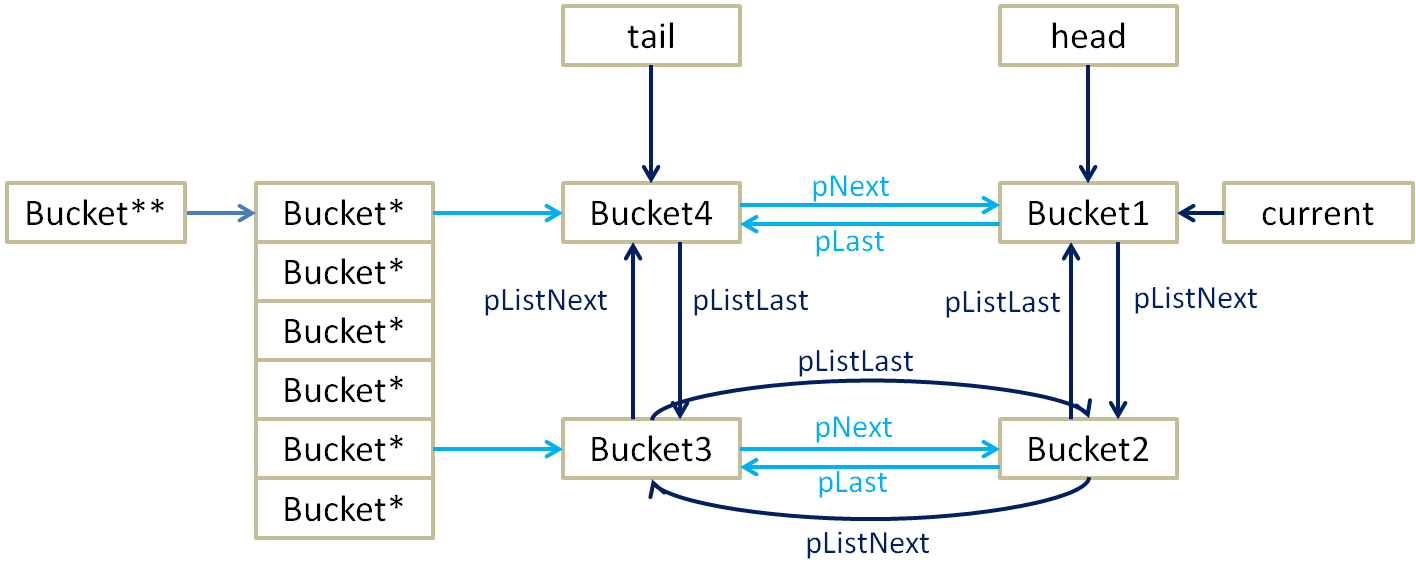 tail
head
Bucket**
Bucket*
Bucket4
pNext
pLast
Bucket1
current
Bucket*
pListNext
pListLast
pListLast
pListNext
Bucket*
Bucket*
pListLast
Bucket*
Bucket3
pNext
pLast
Bucket2
Bucket*
pListNext